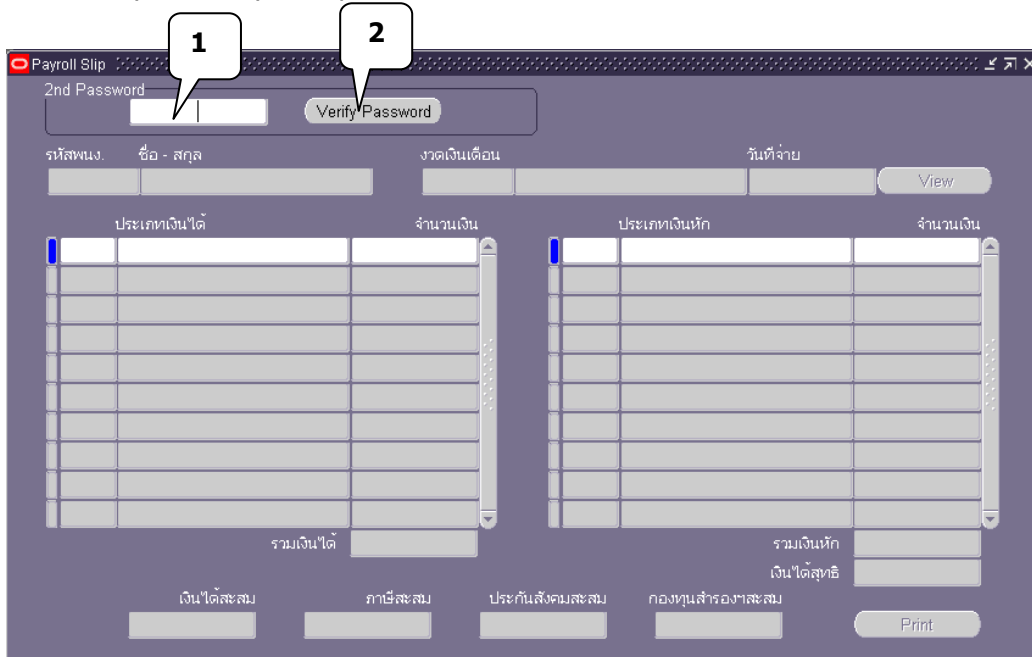 1
2
Payroll Slip
2nd Password
Verify Password
รหัสพนง. ชื่อ - สกุล งวดเงินเดือน วันที่จ่าย
View
ประเภทเงินได้ จำนวนเงิน ประเภทเงินหัก จำนวนเงิน
รวมเงินได้ รวมเงินหัก
เงินได้สุทธิ
เงินได้สะสม ภาษีสะสม ประกันสังคมสะสม กองทุนสำรองฯสะสม
Print